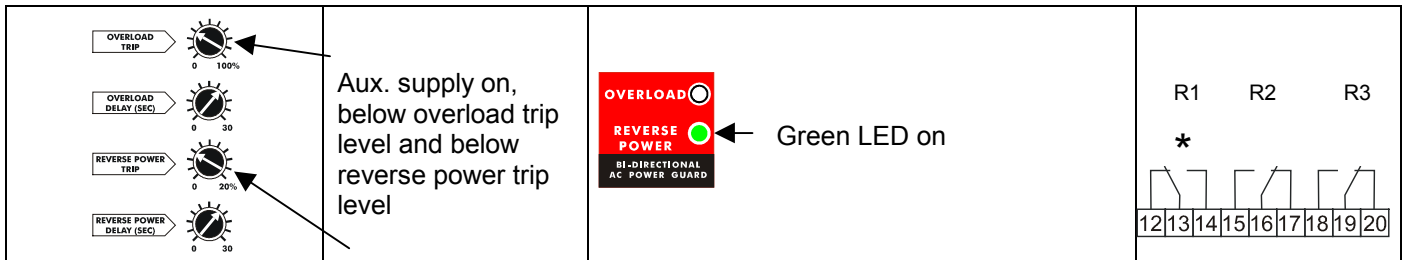 OVERLOAD
TRIP
0 100%
OVERLOAD
DELAY (SEC)
0 30
REVERSE POWER
TRIP
0 20%
REVERSE POWER
DELAY (SEC)
0 30
Aux. supply on,
below overload trip
level and below
reverse power trip
level
OVERLOAD
REVERSE
POWER
BI-DIRECTIONAL
AC POWER GUARD
Green LED on
R1 R2 R3
*
12 13 14 15 16 17 18 19 20